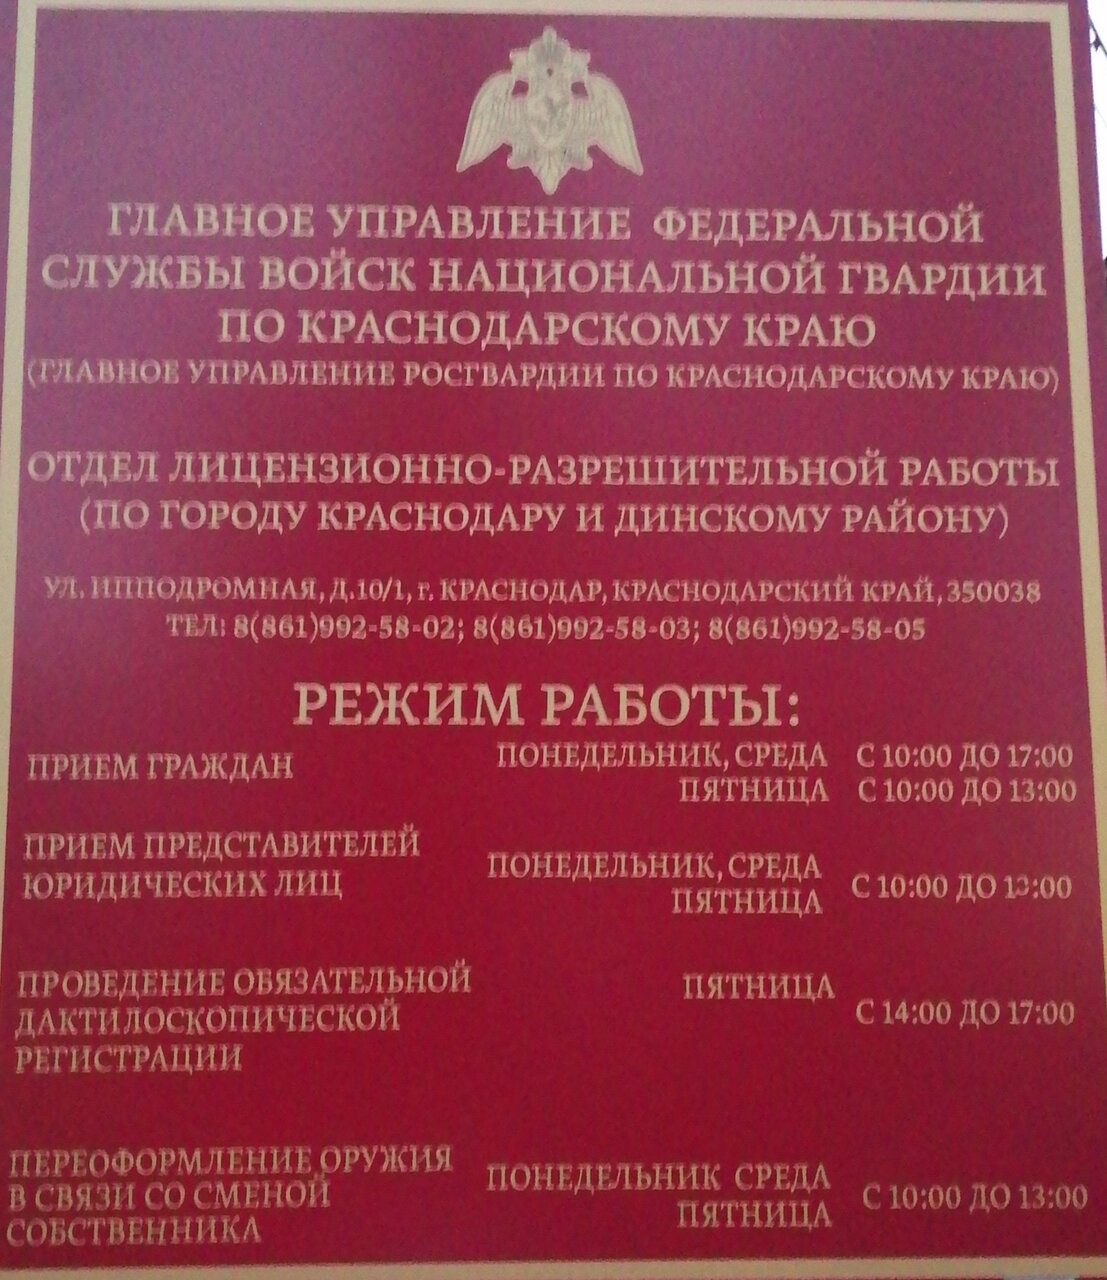 ГЛАВНОЕ УПРАВЛЕНИЕ ФЕДЕРАЛЬНОЙ
СЛУЖБЫ ВОЙСК НАЦИОНАЛЬНОЙ ГВАРДИИ
ПО КРАСНОДАРСКОМУ КРАЮ
(ГЛАВНОЕ УПРАВЛЕНИЕ РОСГВАРДИИ ПО КРАСНОДАРСКОМУ КРАЮ)
ОТДЕЛ ЛИЦЕНЗИОННО-РАЗРЕШИТЕЛЬНОЙ РАБОТЫ
(ПО ГОРОДУ КРАСНОДАРУ И ДИНСКОМУ РАЙОНУ)
УЛ. ИППОДРОМНАЯ, Д.10/1, г. КРАСНОДАР, КРАСНОДАРСКИЙ КРАЙ, 350038
ТЕЛ: 8(861)992-58-02; 8(861)992-58-03; 8(861)992-58-05
РЕЖИМ РАБОТЫ:
ПРИЕМ ГРАЖДАН ПОНЕДЕЛЬНИК, СРЕДА С 10:00 ДО 17:00
ПЯТНИЦА С 10:00 ДО 13:00
ПРИЕМ ПРЕДСТАВИТЕЛЕЙ
ЮРИДИЧЕСКИХ ЛИЦ
ПОНЕДЕЛЬНИК, СРЕДА
ПЯТНИЦА
С 10:00 ДО 13:00
ПРОВЕДЕНИЕ ОБЯЗАТЕЛЬНОЙ
ДАКТИЛОСКОПИЧЕСКОЙ
РЕГИСТРАЦИИ
ПЯТНИЦА
С 14:00 ДО 17:00
ПЕРЕОФОРМЛЕНИЕ ОРУЖИЯ
В СВЯЗИ СО СМЕНОЙ
СОБСТВЕННИКА
ПОНЕДЕЛЬНИК СРЕДА
ПЯТНИЦА
С 10:00 ДО 13:00